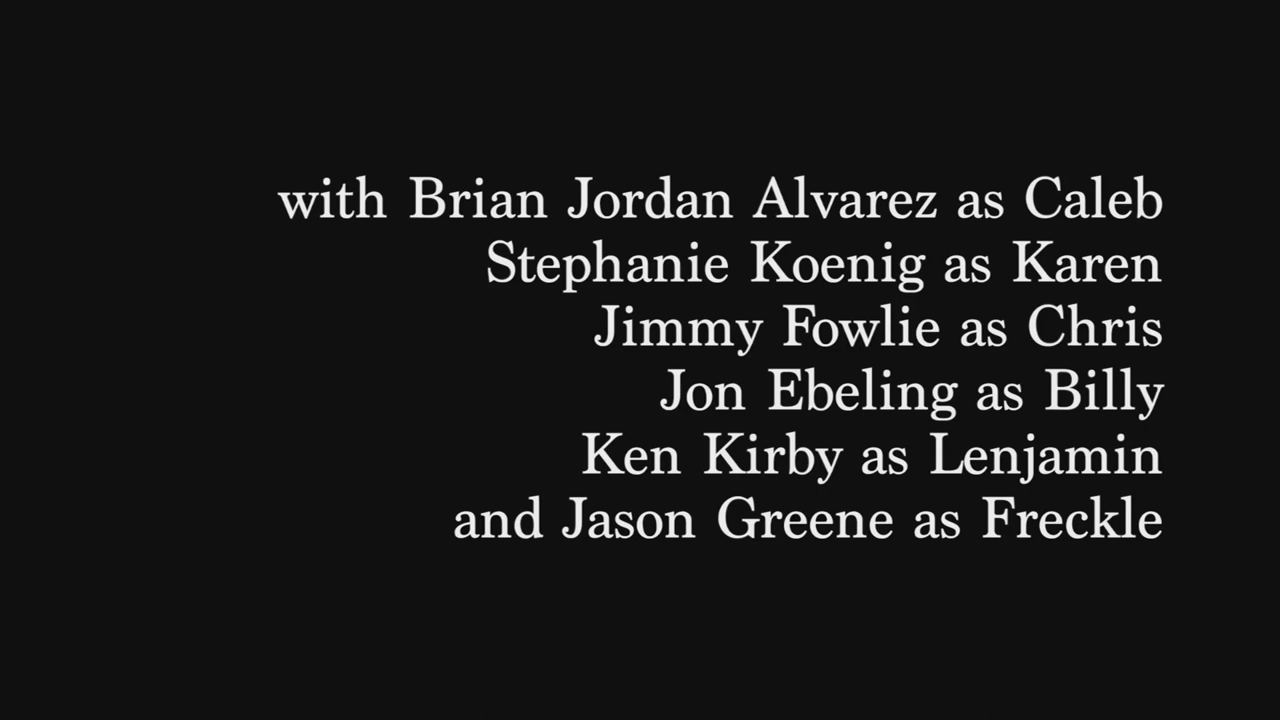 with Brian Jordan Alvarez as Caleb
Stephanie Koenig as Karen
Jimmy Fowlie as Chris
Jon Ebeling as Billy
Ken Kirby as Lenjamin
and Jason Greene as Freckle